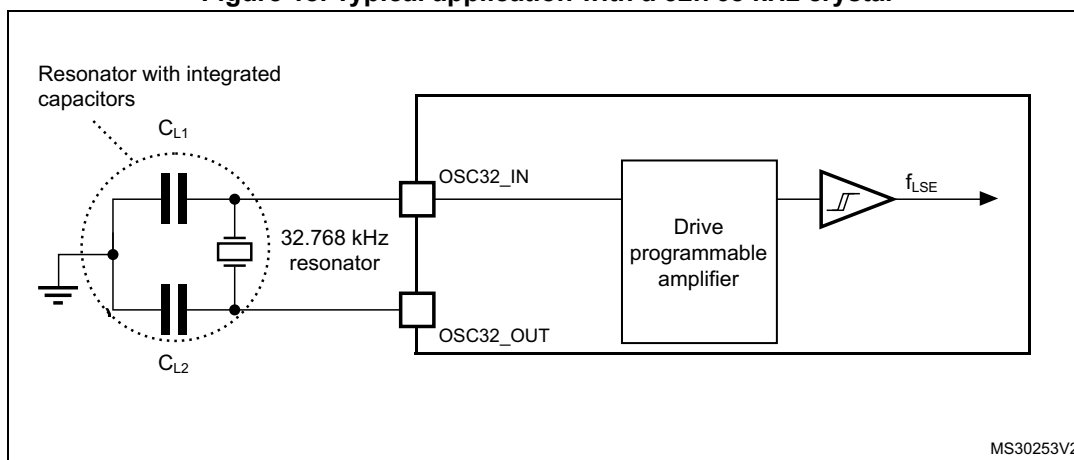 Resonator with integrated
capacitors
CL1
OSC32_IN
fLSE
32.768 kHz
resonator
Drive
programmable
amplifier
OSC32_OUT
CL2
MS30253V2